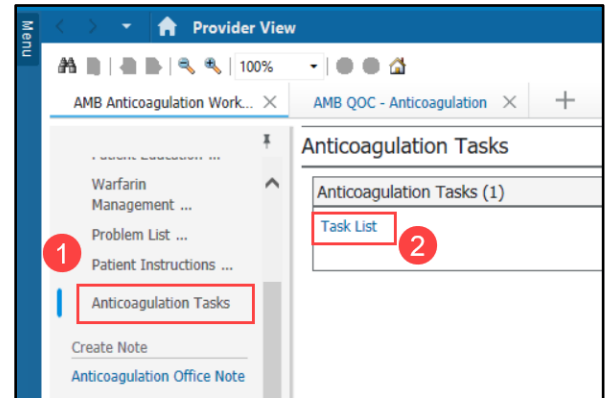 Menu
Provider View
100%
AMB Anticoagulation Work...
AMB QOC - Anticoagulation
Anticoagulation Tasks
Warfarin
Management ...
Problem List ...
1
Patient Instructions ...
Anticoagulation Tasks
Create Note
Anticoagulation Office Note
Anticoagulation Tasks (1)
Task List
2